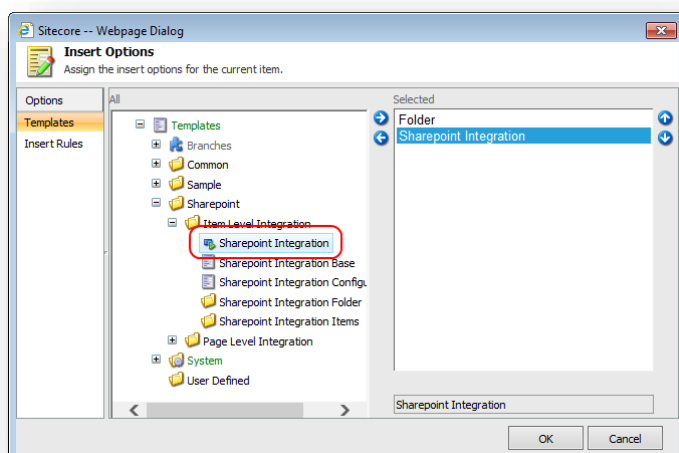 Sitecore -- Webpage Dialog
Insert Options
Assign the insert options for the current item.
Options
Templates
Insert Rules
All
Templates
Branches
Common
Sample
Sharepoint
Item Level Integration
Sharepoint Integration
Sharepoint Integration Base
Sharepoint Integration Configu
Sharepoint Integration Folder
Sharepoint Integration Items
Page Level Integration
System
User Defined
Selected
Folder
Sharepoint Integration
Sharepoint Integration
OK
Cancel